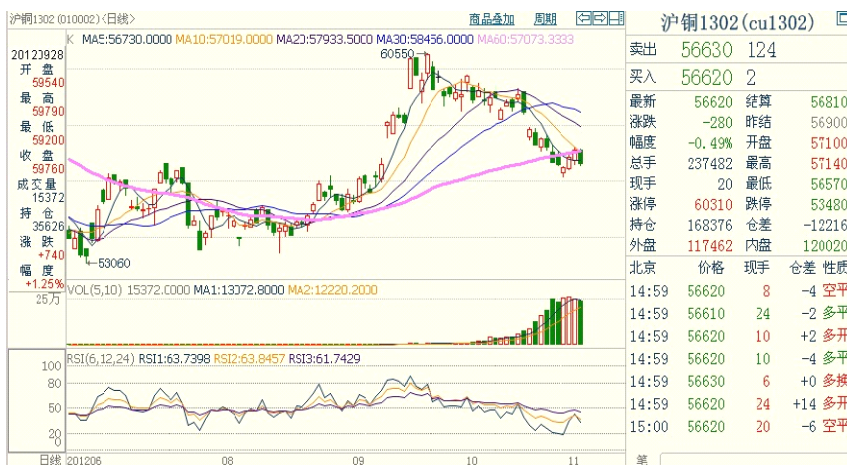 沪铜1302(010002)<日线> 商品叠加 周期
K MA5:56730.0000 MA10:57019.0000 MA20:57933.5000 MA30:58456.0000 MA60:57073.3333
20120928
开盘
59540
最高
59790
最低
59200
收盘
59760
成交量
15372
持仓
35626
涨跌
+740
幅度
+1.25%
60550
53060
25万
VOL(5,10) 15372.0000 MA1:13072.8000 MA2:12220.2000
RSI(6,12,24) RSI1:63.7398 RSI2:63.8457 RSI3:61.7429
100
80
50
20
0
日线 201206 08 09 10 11
沪铜1302(cu1302)
卖出 56630 124
买入 56620 2
最新 56620 结算 56810
涨跌 -280 昨结 56900
幅度 -0.49% 开盘 57100
总手 237482 最高 57140
现手 20 最低 56570
涨停 60310 跌停 53480
持仓 168376 仓差 -12216
外盘 117462 内盘 120020
北京 价格 现手 仓差 性质
14:59 56620 8 -4 空平
14:59 56610 24 -2 多平
14:59 56620 10 +2 多开
14:59 56620 10 -4 多平
14:59 56630 6 +0 多换
14:59 56620 24 +14 多开
15:00 56620 20 -6 空平
笔